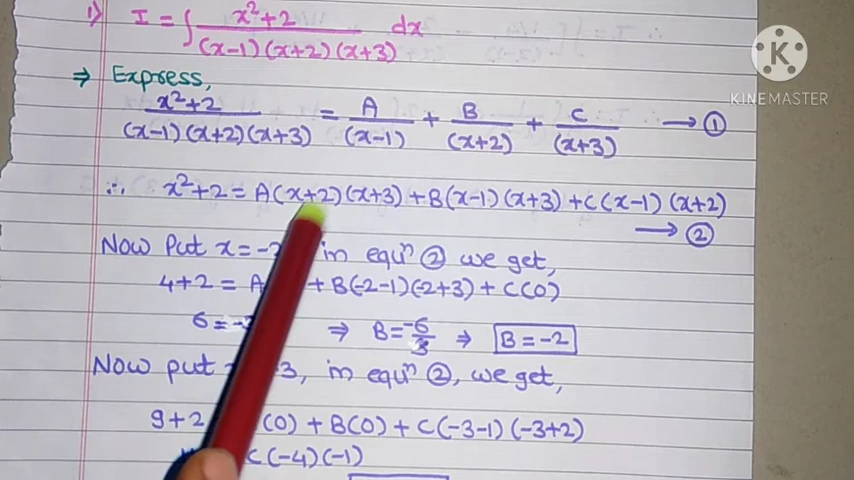 1) I = ∫ x²+2 / (x-1)(x+2)(x+3) dx
⇒ Express,
x²+2 / (x-1)(x+2)(x+3) = A / (x-1) + B / (x+2) + C / (x+3) → ①
∴ x²+2 = A(x+2)(x+3) + B(x-1)(x+3) + C(x-1)(x+2)
→ ②
Now Put x = -2 in equⁿ ② we get,
4+2 = A + B(-2-1)(-2+3) + C(0)
6 = -3 ⇒ B = -6/3 ⇒ B = -2
Now put 3, in equⁿ ②, we get,
9+2 (0) + B(0) + C(-3-1)(-3+2)
C(-4)(-1)
KINEMASTER